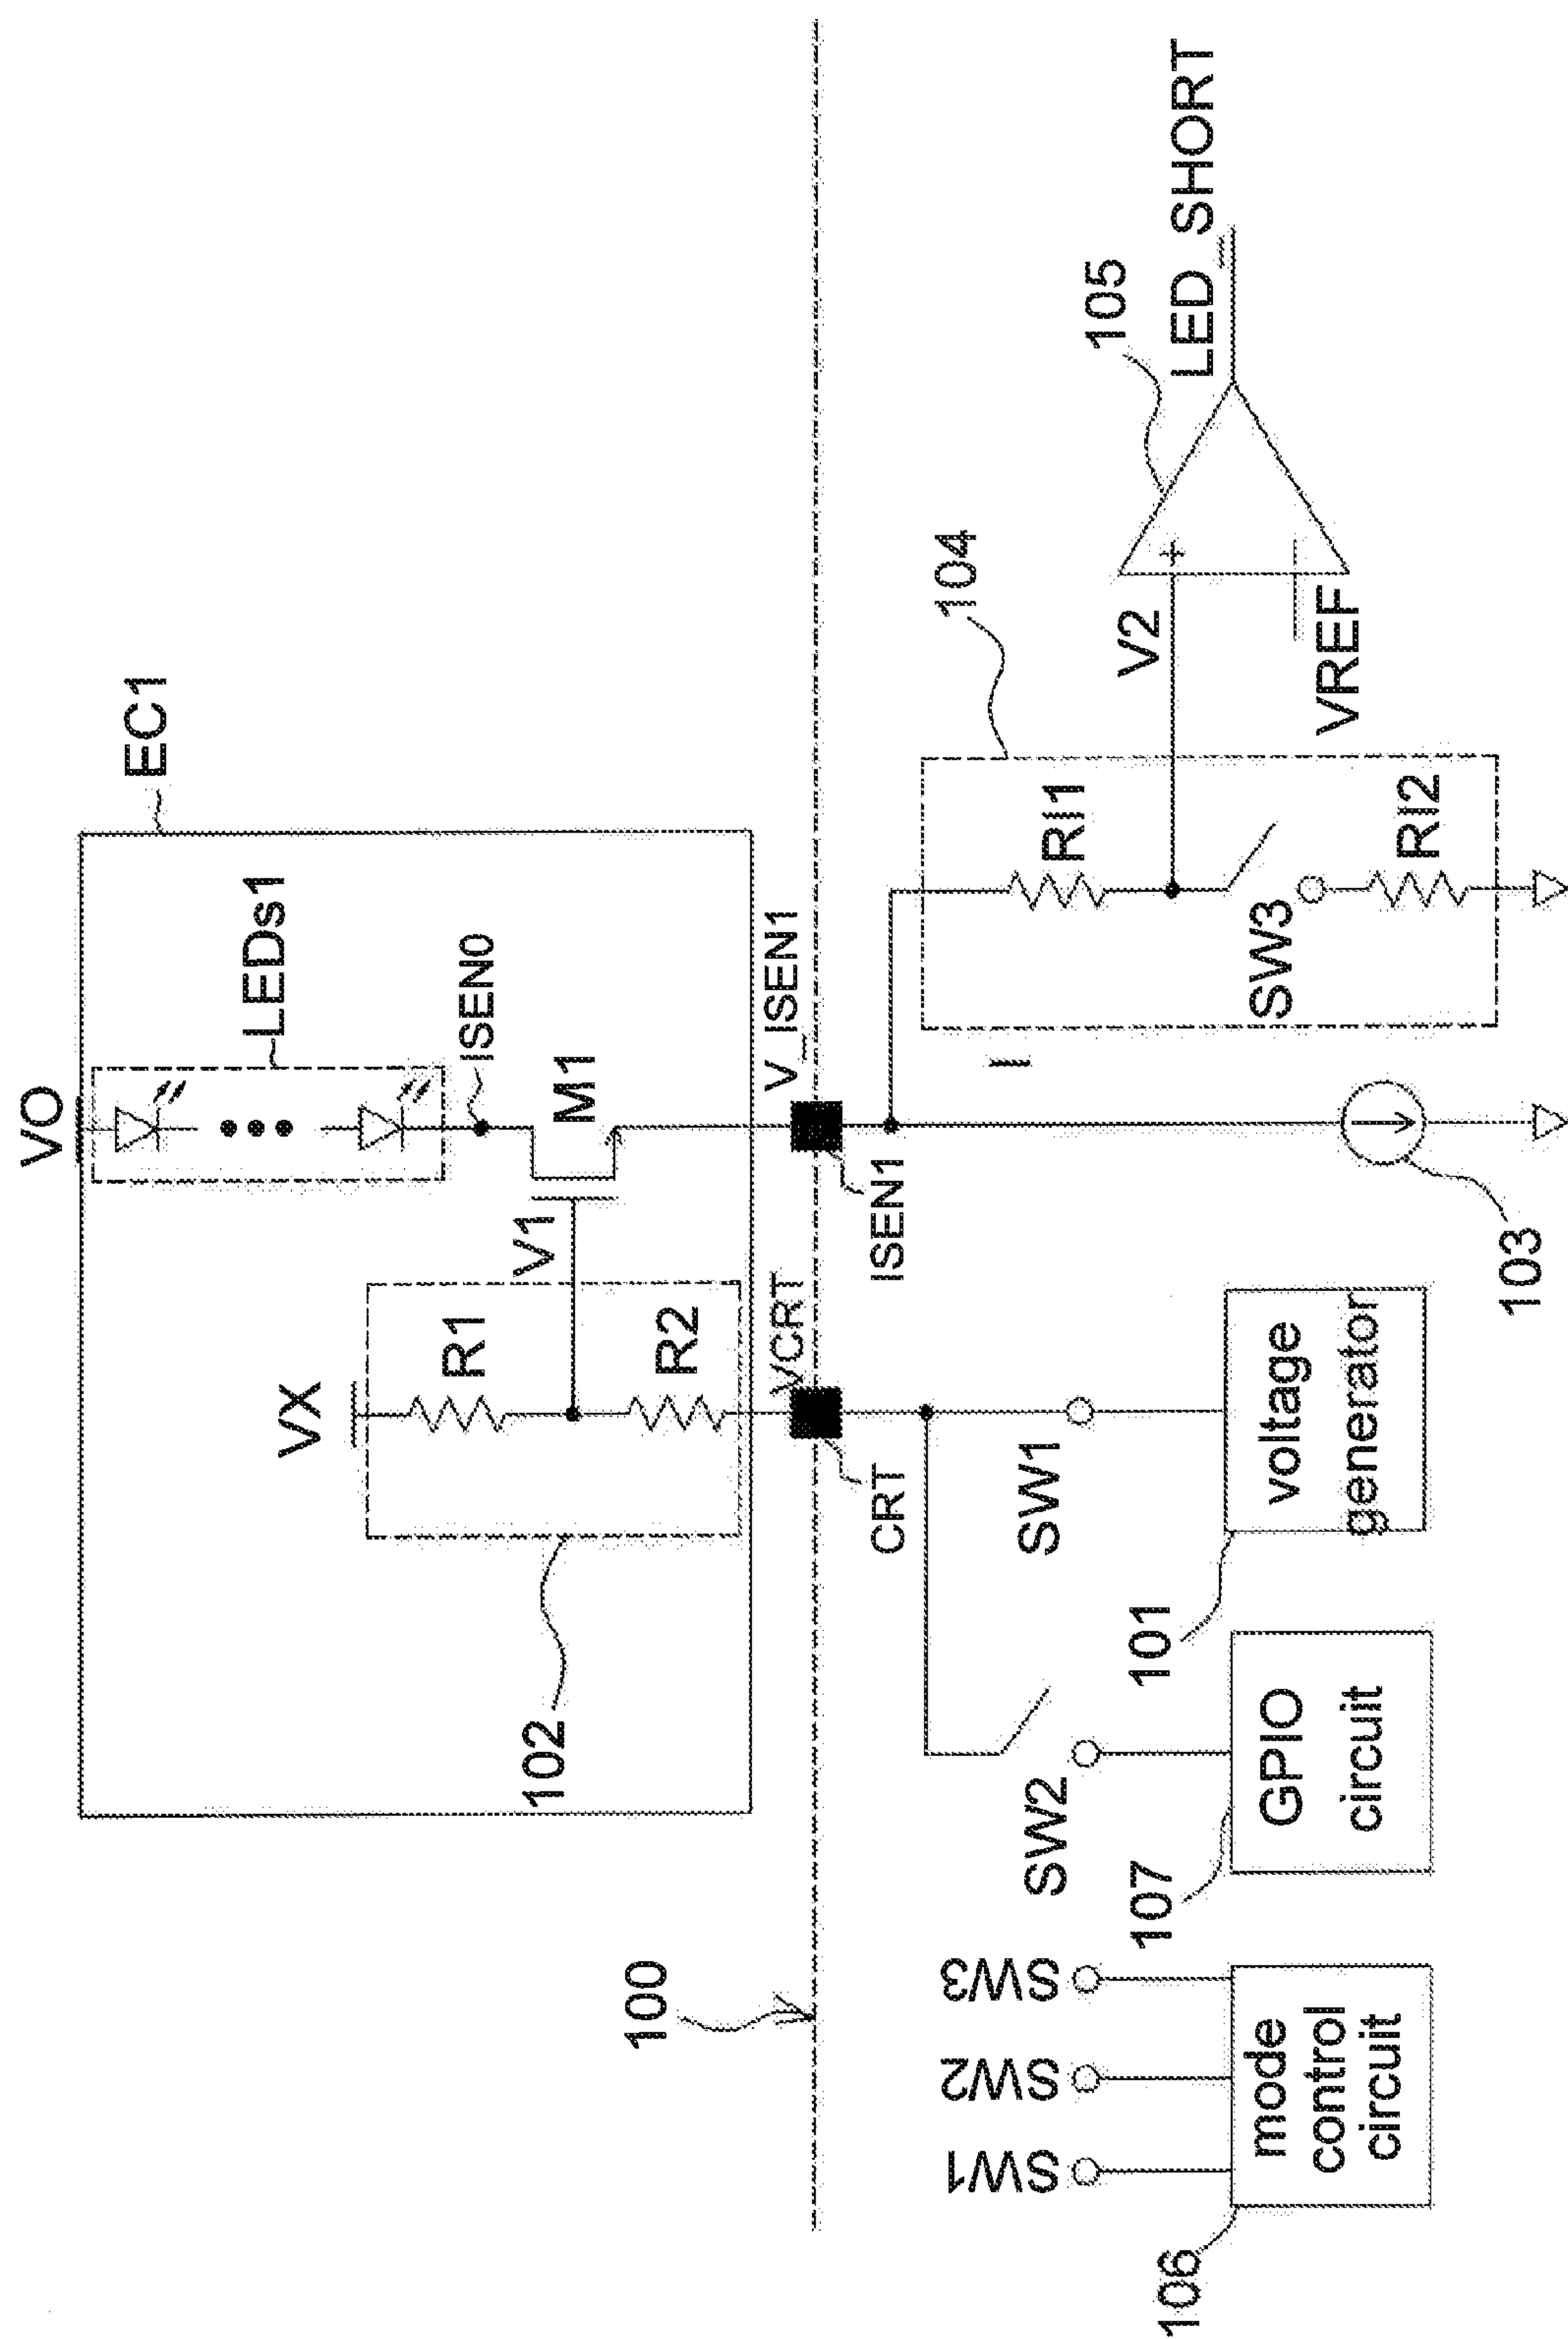 VO
EC1
LEDs1
ISEN0
VX
R1
V1
M1
R2
102
100
VCRT
V_ISEN1
CRT
ISEN1
104
I
RI1
V2
105
LED_SHORT
SW3
RI2
VREF
SW1
SW2
SW1
SW2
SW3
103
106
mode
control
circuit
107
GPIO
circuit
101
voltage
generator